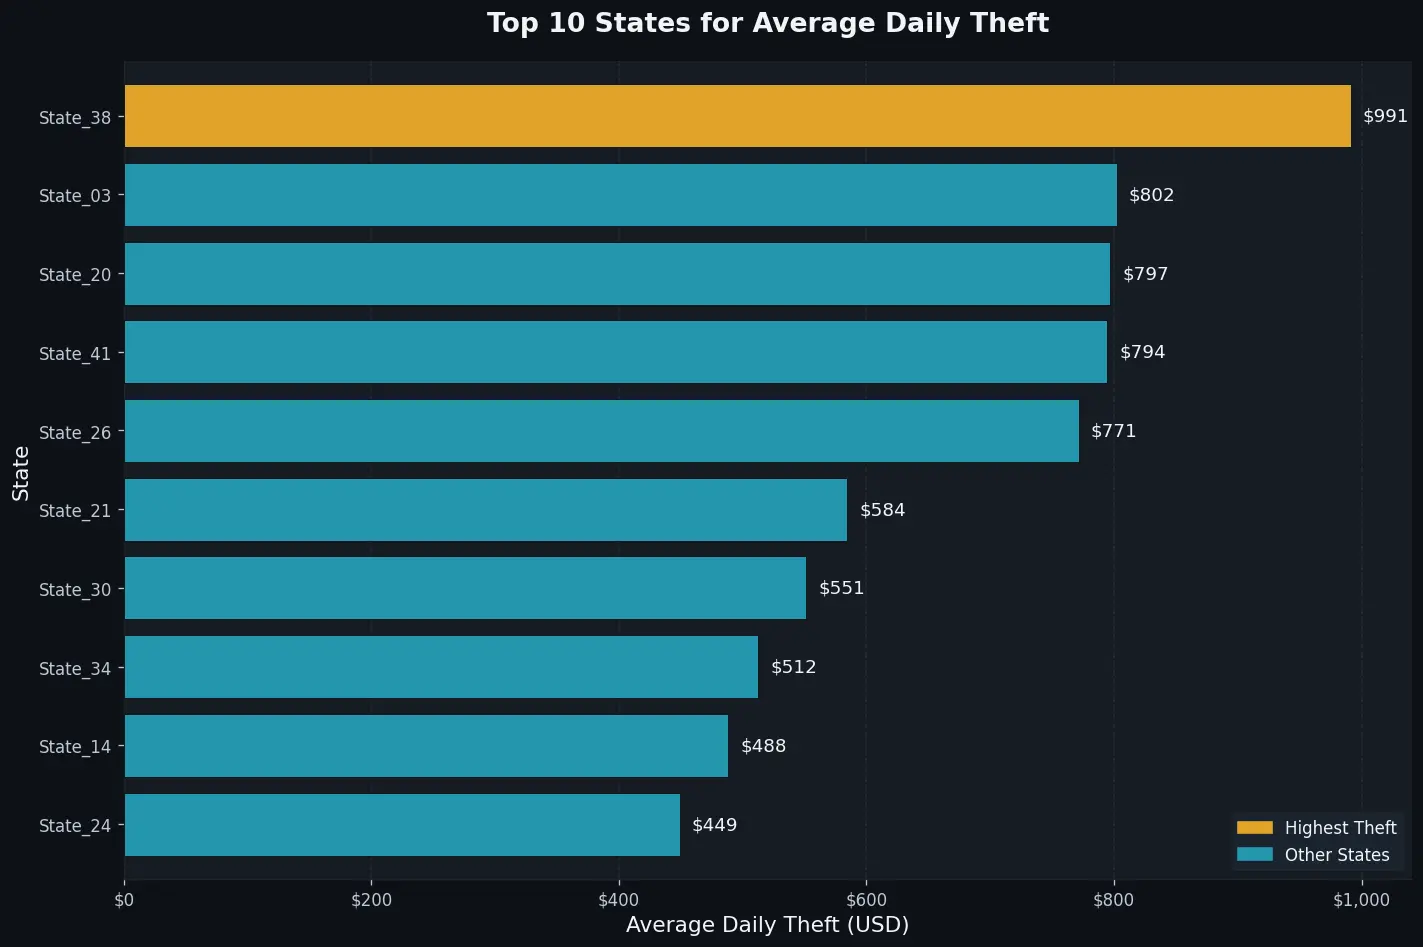 Top 10 States for Average Daily Theft
State
State_38
$991
State_03
$802
State_20
$797
State_41
$794
State_26
$771
State_21
$584
State_30
$551
State_34
$512
State_14
$488
State_24
$449
Highest Theft
Other States
$0 $200 $400 $600 $800 $1,000
Average Daily Theft (USD)